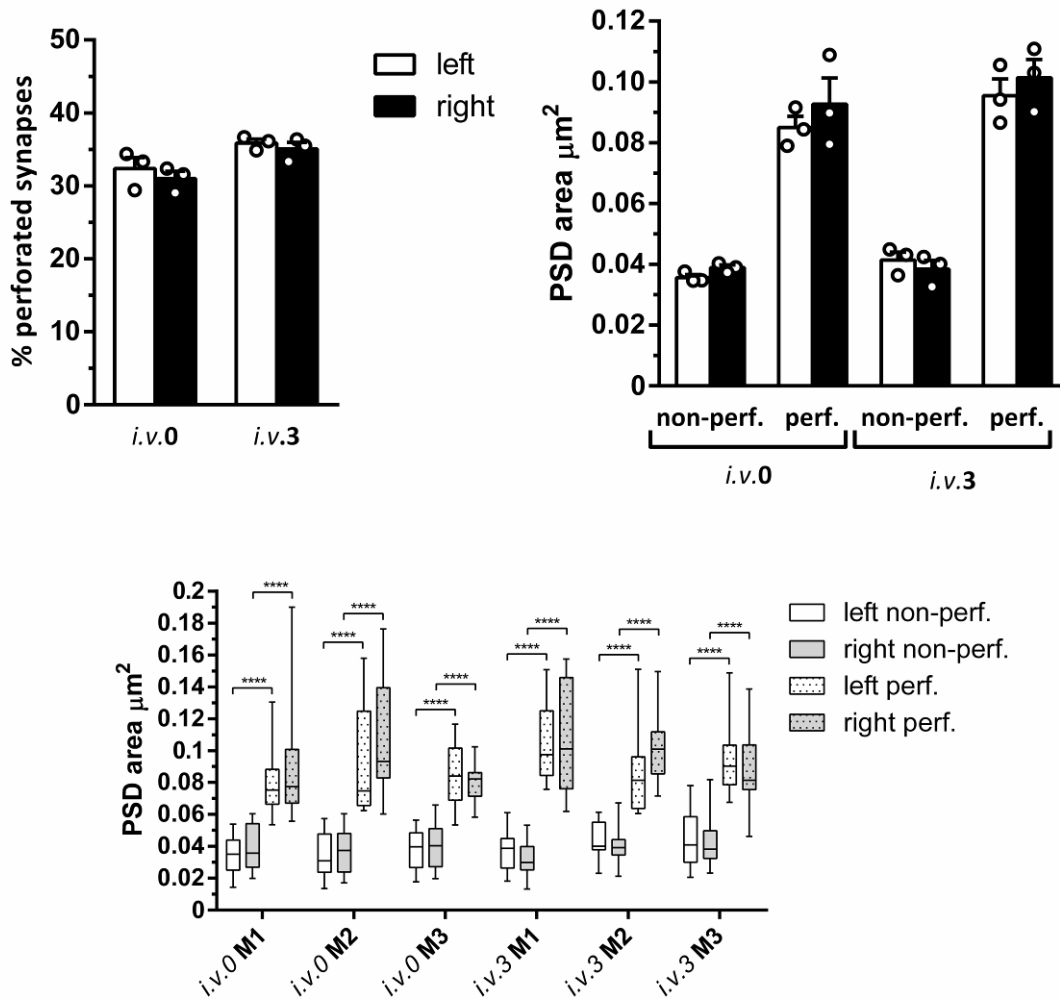 % perforated synapses
50
40
30
20
10
0
i.v.0
i.v.3
left
right
PSD area μm²
0.12
0.10
0.08
0.06
0.04
0.02
0
non-perf.
perf.
non-perf.
perf.
i.v.0
i.v.3
PSD area μm²
0.2
0.18
0.16
0.14
0.12
0.1
0.08
0.06
0.04
0.02
0
****
****
****
****
****
****
****
****
****
****
****
****
i.v.0 M1
i.v.0 M2
i.v.0 M3
i.v.3 M1
i.v.3 M2
i.v.3 M3
left non-perf.
right non-perf.
left perf.
right perf.